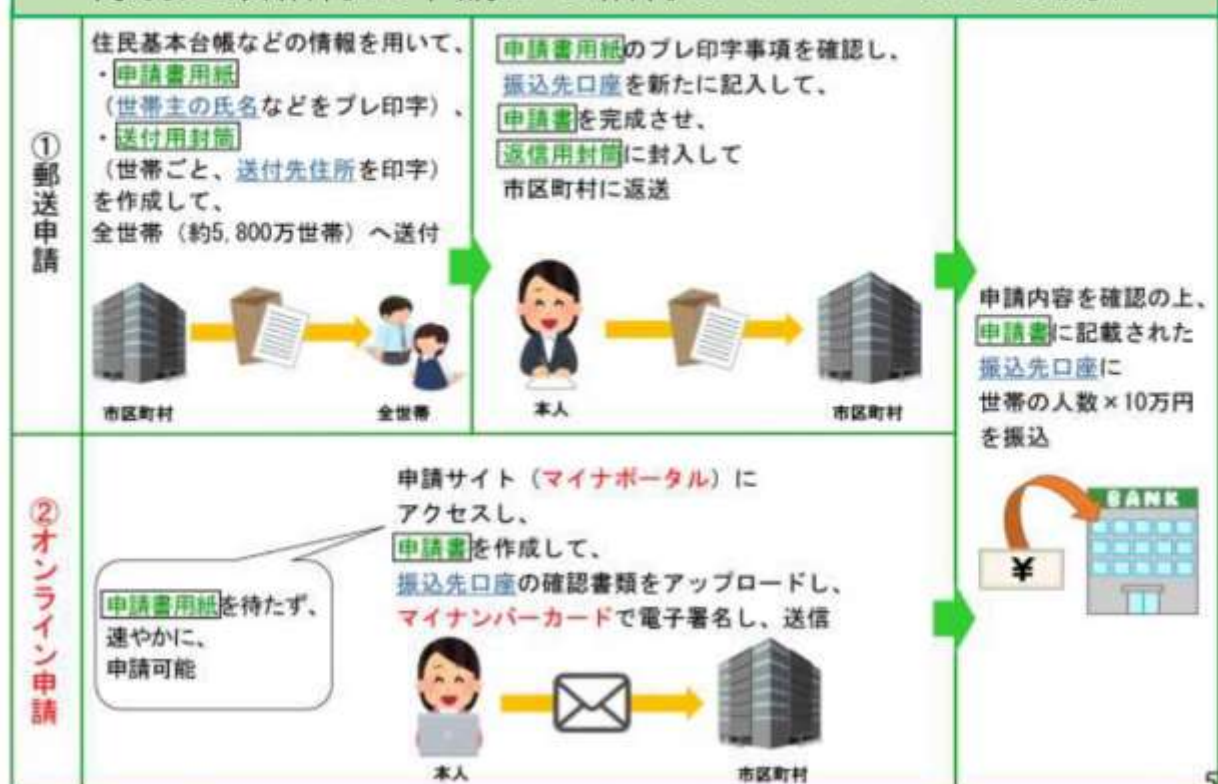 ①郵送申請
住民基本台帳などの情報を用いて、
・申請書用紙
（世帯主の氏名などをプレ印字）、
・送付用封筒
（世帯ごと、送付先住所を印字）
を作成して、
全世帯（約5,800万世帯）へ送付
市区町村
全世帯
申請書用紙のプレ印字事項を確認し、
振込先口座を新たに記入して、
申請書を完成させ、
返信用封筒に封入して
市区町村に返送
本人
市区町村
②オンライン申請
申請書用紙を待たず、
速やかに、
申請可能
申請サイト（マイナポータル）に
アクセスし、
申請書を作成して、
振込先口座の確認書類をアップロードし、
マイナンバーカードで電子署名し、送信
本人
市区町村
申請内容を確認の上、
申請書に記載された
振込先口座に
世帯の人数×10万円
を振込
BANK
¥